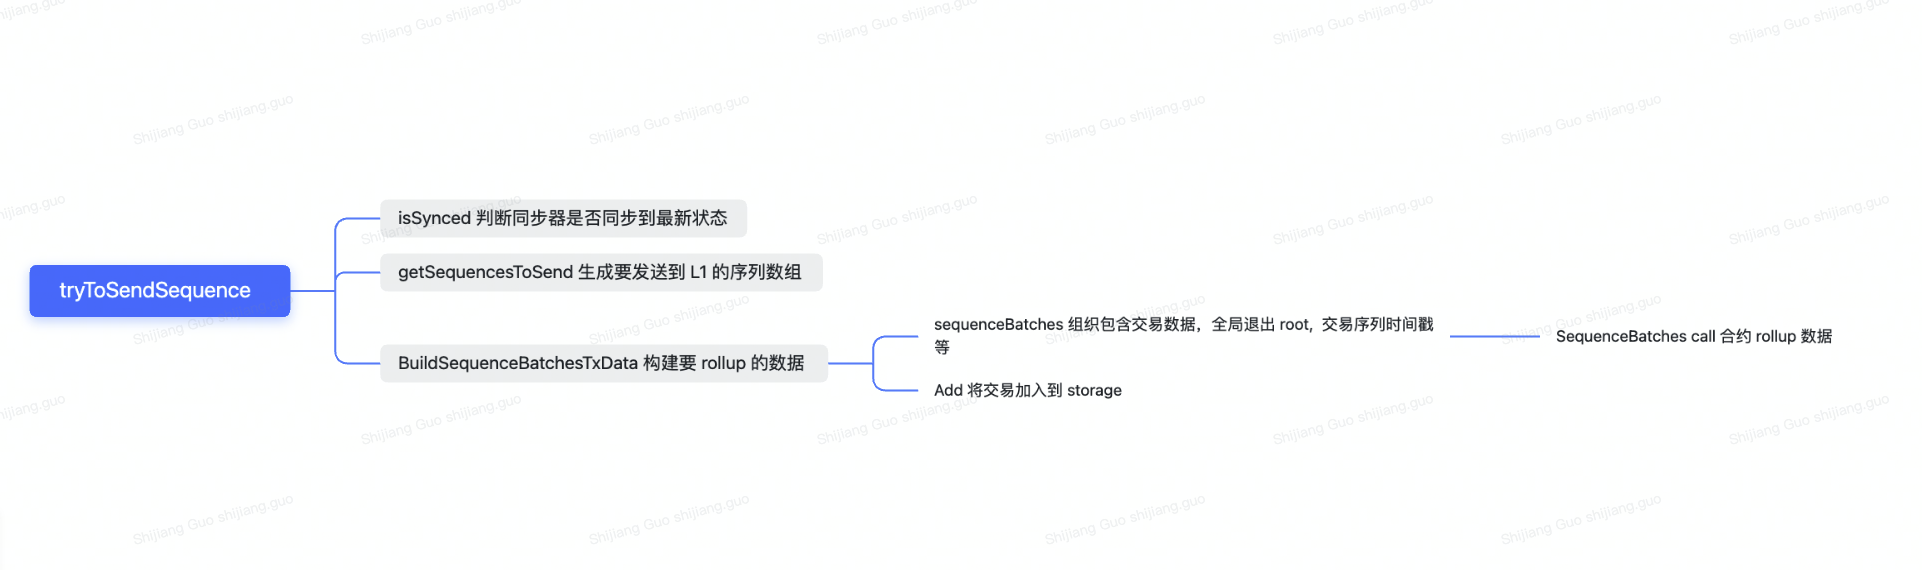 tryToSendSequence
isSynced 判断同步器是否同步到最新状态
getSequencesToSend 生成要发送到 L1 的序列数组
BuildSequenceBatchesTxData 构建要 rollup 的数据
sequenceBatches 组织包含交易数据，全局退出 root, 交易序列时间戳
等
SequenceBatches call 合约 rollup 数据
Add 将交易加入到 storage
Shijiang Guo shijiang.guo